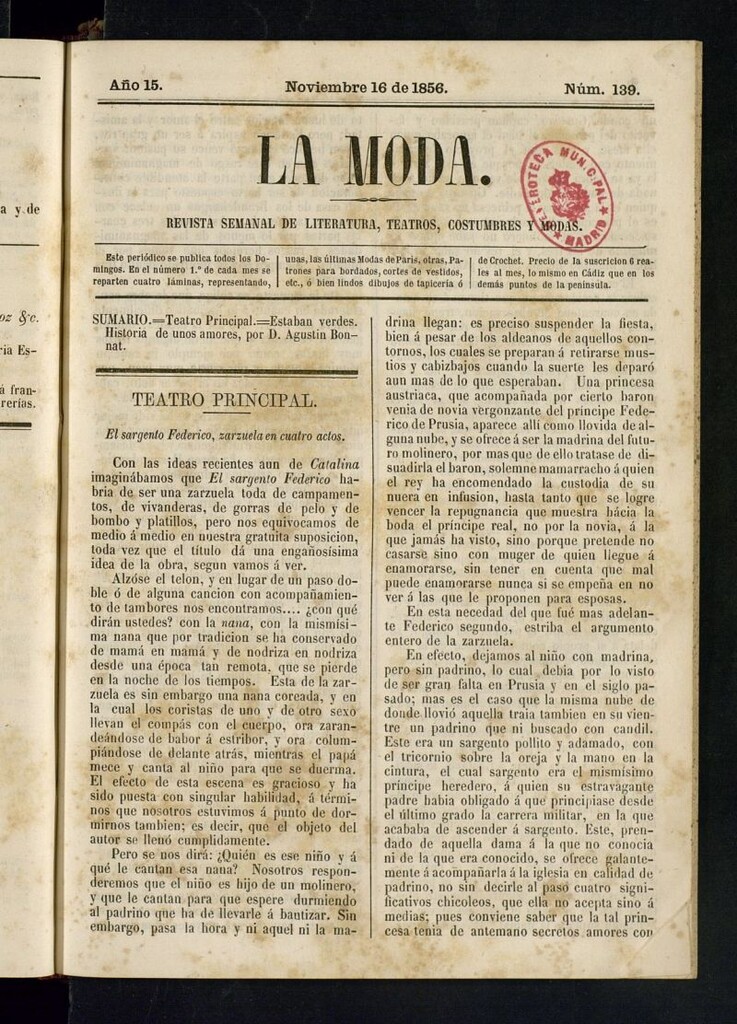 a y de
oz &c.
ria Es-
á fran-
rerías.
Año 15.
Noviembre 16 de 1856.
Núm. 139.
LA MODA.
HEMEROTECA MUNICIPAL
MADRID
REVISTA SEMANAL DE LITERATURA, TEATROS, COSTUMBRES Y MODAS.
Este periódico se publica todos los Do-
mingos. En el número 1.º de cada mes se
reparten cuatro láminas, representando,
unas, las últimas Modas de Paris, otras, Pa-
trones para bordados, cortes de vestidos,
etc., ó bien lindos dibujos de tapicería ó
de Crochet. Precio de la suscricion 6 rea-
les al mes, lo mismo en Cádiz que en los
demás puntos de la península.
SUMARIO.=Teatro Principal.=Estaban verdes.
Historia de unos amores, por D. Agustin Bon-
nat.
TEATRO PRINCIPAL.
El sargento Federico, zarzuela en cuatro actos.
Con las ideas recientes aun de Catalina
imaginábamos que El sargento Federico ha-
bria de ser una zarzuela toda de campamen-
tos, de vivanderas, de gorras de pelo y de
bombo y platillos, pero nos equivocamos de
medio á medio en nuestra gratuita suposicion,
toda vez que el título dá una engañosísima
idea de la obra, segun vamos á ver.
Alzóse el telon, y en lugar de un paso do-
ble ó de alguna cancion con acompañamien-
to de tambores nos encontramos.... ¿con qué
dirán ustedes? con la nana, con la mismísi-
ma nana que por tradicion se ha conservado
de mamá en mamá y de nodriza en nodriza
desde una época tan remota, que se pierde
en la noche de los tiempos. Esta de la zar-
zuela es sin embargo una nana coreada, y en
la cual los coristas de uno y de otro sexo
llevan el compás con el cuerpo, ora zaran-
deándose de babor á estribor, y ora colum-
piándose de delante atrás, mientras el papá
mece y canta al niño para que se duerma.
El efecto de esta escena es gracioso y ha
sido puesta con singular habilidad, á térmi-
nos que nosotros estuvimos á punto de dor-
mirnos tambien; es decir, que el objeto del
autor se llenó cumplidamente.
Pero se nos dirá: ¿Quién es ese niño y á
qué le cantan esa nana? Nosotros respon-
deremos que el niño es hijo de un molinero,
y que le cantan para que espere durmiendo
al padrino que ha de llevarle á bautizar. Sin
embargo, pasa la hora y ni aquel ni la ma-
drina llegan: es preciso suspender la fiesta,
bien á pesar de los aldeanos de aquellos con-
tornos, los cuales se preparan á retirarse mus-
tios y cabizbajos cuando la suerte les deparó
aun mas de lo que esperaban. Una princesa
austriaca, que acompañada por cierto baron
venia de novia vergonzante del príncipe Fede-
rico de Prusia, aparece allí como llovida de al-
guna nube, y se ofrece á ser la madrina del futu-
ro molinero, por mas que de ello tratase de di-
suadirla el baron, solemne mamarracho á quien
el rey ha encomendado la custodia de su
nuera en infusion, hasta tanto que se logre
vencer la repugnancia que muestra hácia la
boda el príncipe real, no por la novia, á la
que jamás ha visto, sino porque pretende no
casarse sino con muger de quien llegue á
enamorarse, sin tener en cuenta que mal
puede enamorarse nunca si se empeña en no
ver á las que le proponen para esposas.
En esta necedad del que fué mas adelan-
te Federico segundo, estriba el argumento
entero de la zarzuela.
En efecto, dejamos al niño con madrina,
pero sin padrino, lo cual debia por lo visto
de ser gran falta en Prusia y en el siglo pa-
sado; mas es el caso que la misma nube de
donde llovió aquella traia tambien en su vien-
tre un padrino que ni buscado con candil.
Este era un sargento pollito y adamado, con
el tricornio sobre la oreja y la mano en la
cintura, el cual sargento era el mismísimo
príncipe heredero, á quien su estravagante
padre habia obligado á que principiase desde
el último grado la carrera militar, en la que
acababa de ascender á sargento. Este, pren-
dado de aquella dama á la que no conocia
ni de la que era conocido, se ofrece galante-
mente á acompañarla á la iglesia en calidad de
padrino, no sin decirle al paso cuatro signi-
ficativos chicoleos, que ella no acepta sino á
medias; pues conviene saber que la tal prin-
cesa tenia de antemano secretos amores con